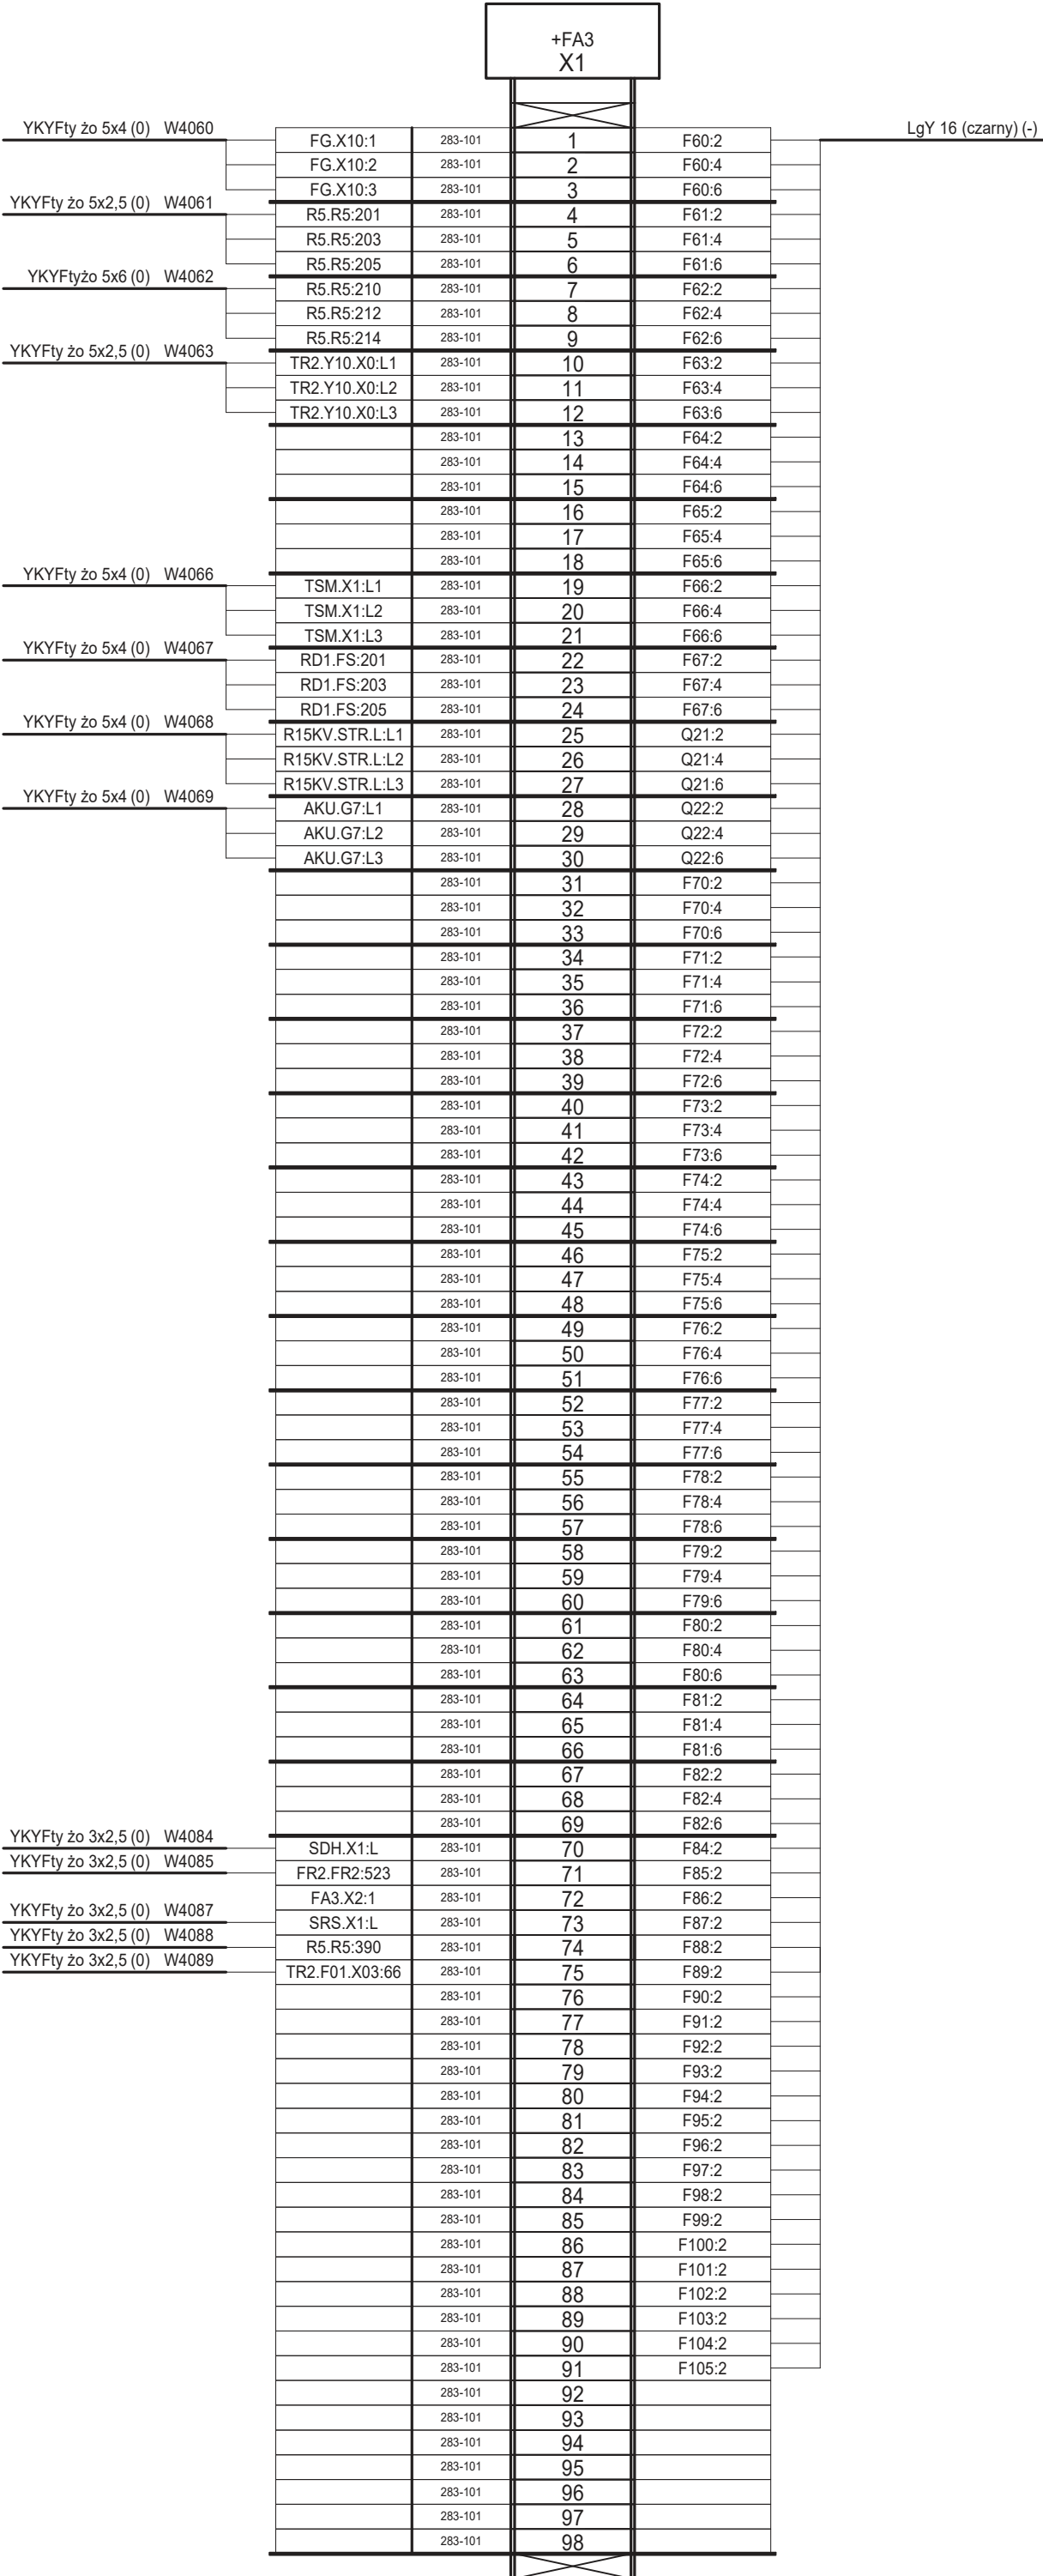 +FA3
X1
YKYFty żo 5x4 (0) W4060
LgY 16 (czarny) (-)
FG.X10:1 283-101 1 F60:2
FG.X10:2 283-101 2 F60:4
FG.X10:3 283-101 3 F60:6
YKYFty żo 5x2,5 (0) W4061
R5.R5:201 283-101 4 F61:2
R5.R5:203 283-101 5 F61:4
R5.R5:205 283-101 6 F61:6
YKYFtyżo 5x6 (0) W4062
R5.R5:210 283-101 7 F62:2
R5.R5:212 283-101 8 F62:4
R5.R5:214 283-101 9 F62:6
YKYFty żo 5x2,5 (0) W4063
TR2.Y10.X0:L1 283-101 10 F63:2
TR2.Y10.X0:L2 283-101 11 F63:4
TR2.Y10.X0:L3 283-101 12 F63:6
283-101 13 F64:2
283-101 14 F64:4
283-101 15 F64:6
283-101 16 F65:2
283-101 17 F65:4
283-101 18 F65:6
YKYFty żo 5x4 (0) W4066
TSM.X1:L1 283-101 19 F66:2
TSM.X1:L2 283-101 20 F66:4
TSM.X1:L3 283-101 21 F66:6
YKYFty żo 5x4 (0) W4067
RD1.FS:201 283-101 22 F67:2
RD1.FS:203 283-101 23 F67:4
RD1.FS:205 283-101 24 F67:6
YKYFty żo 5x4 (0) W4068
R15KV.STR.L:L1 283-101 25 Q21:2
R15KV.STR.L:L2 283-101 26 Q21:4
R15KV.STR.L:L3 283-101 27 Q21:6
YKYFty żo 5x4 (0) W4069
AKU.G7:L1 283-101 28 Q22:2
AKU.G7:L2 283-101 29 Q22:4
AKU.G7:L3 283-101 30 Q22:6
283-101 31 F70:2
283-101 32 F70:4
283-101 33 F70:6
283-101 34 F71:2
283-101 35 F71:4
283-101 36 F71:6
283-101 37 F72:2
283-101 38 F72:4
283-101 39 F72:6
283-101 40 F73:2
283-101 41 F73:4
283-101 42 F73:6
283-101 43 F74:2
283-101 44 F74:4
283-101 45 F74:6
283-101 46 F75:2
283-101 47 F75:4
283-101 48 F75:6
283-101 49 F76:2
283-101 50 F76:4
283-101 51 F76:6
283-101 52 F77:2
283-101 53 F77:4
283-101 54 F77:6
283-101 55 F78:2
283-101 56 F78:4
283-101 57 F78:6
283-101 58 F79:2
283-101 59 F79:4
283-101 60 F79:6
283-101 61 F80:2
283-101 62 F80:4
283-101 63 F80:6
283-101 64 F81:2
283-101 65 F81:4
283-101 66 F81:6
283-101 67 F82:2
283-101 68 F82:4
283-101 69 F82:6
YKYFty żo 3x2,5 (0) W4084
SDH.X1:L 283-101 70 F84:2
YKYFty żo 3x2,5 (0) W4085
FR2.FR2:523 283-101 71 F85:2
FA3.X2:1 283-101 72 F86:2
YKYFty żo 3x2,5 (0) W4087
SRS.X1:L 283-101 73 F87:2
YKYFty żo 3x2,5 (0) W4088
R5.R5:390 283-101 74 F88:2
YKYFty żo 3x2,5 (0) W4089
TR2.F01.X03:66 283-101 75 F89:2
283-101 76 F90:2
283-101 77 F91:2
283-101 78 F92:2
283-101 79 F93:2
283-101 80 F94:2
283-101 81 F95:2
283-101 82 F96:2
283-101 83 F97:2
283-101 84 F98:2
283-101 85 F99:2
283-101 86 F100:2
283-101 87 F101:2
283-101 88 F102:2
283-101 89 F103:2
283-101 90 F104:2
283-101 91 F105:2
283-101 92
283-101 93
283-101 94
283-101 95
283-101 96
283-101 97
283-101 98